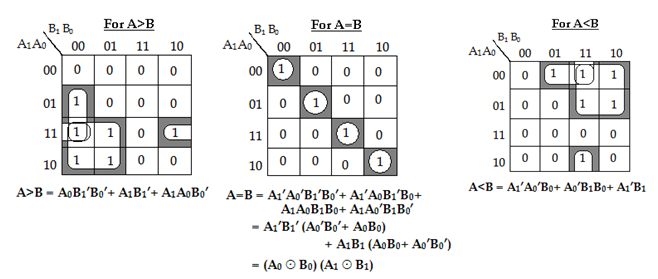 For A>B
B₁ B₀
A₁A₀ 00 01 11 10
00 0 0 0 0
01 1 0 0 0
11 1 1 0 1
10 1 1 0 0
A>B = A₀B₁′B₀′+ A₁B₁′+ A₁A₀B₀′
For A=B
B₁ B₀
A₁A₀ 00 01 11 10
00 1 0 0 0
01 0 1 0 0
11 0 0 1 0
10 0 0 0 1
A=B = A₁′A₀′B₁′B₀′+ A₁′A₀B₁′B₀+
A₁A₀B₁B₀+ A₁A₀′B₁B₀′
= A₁′B₁′ (A₀′B₀′+ A₀B₀)
+ A₁B₁ (A₀B₀+ A₀′B₀′)
= (A₀ ⊙ B₀) (A₁ ⊙ B₁)
For A<B
B₁ B₀
A₁A₀ 00 01 11 10
00 0 1 1 1
01 0 0 1 1
11 0 0 0 0
10 0 0 1 0
A<B = A₁′A₀′B₀+ A₀′B₁B₀+ A₁′B₁